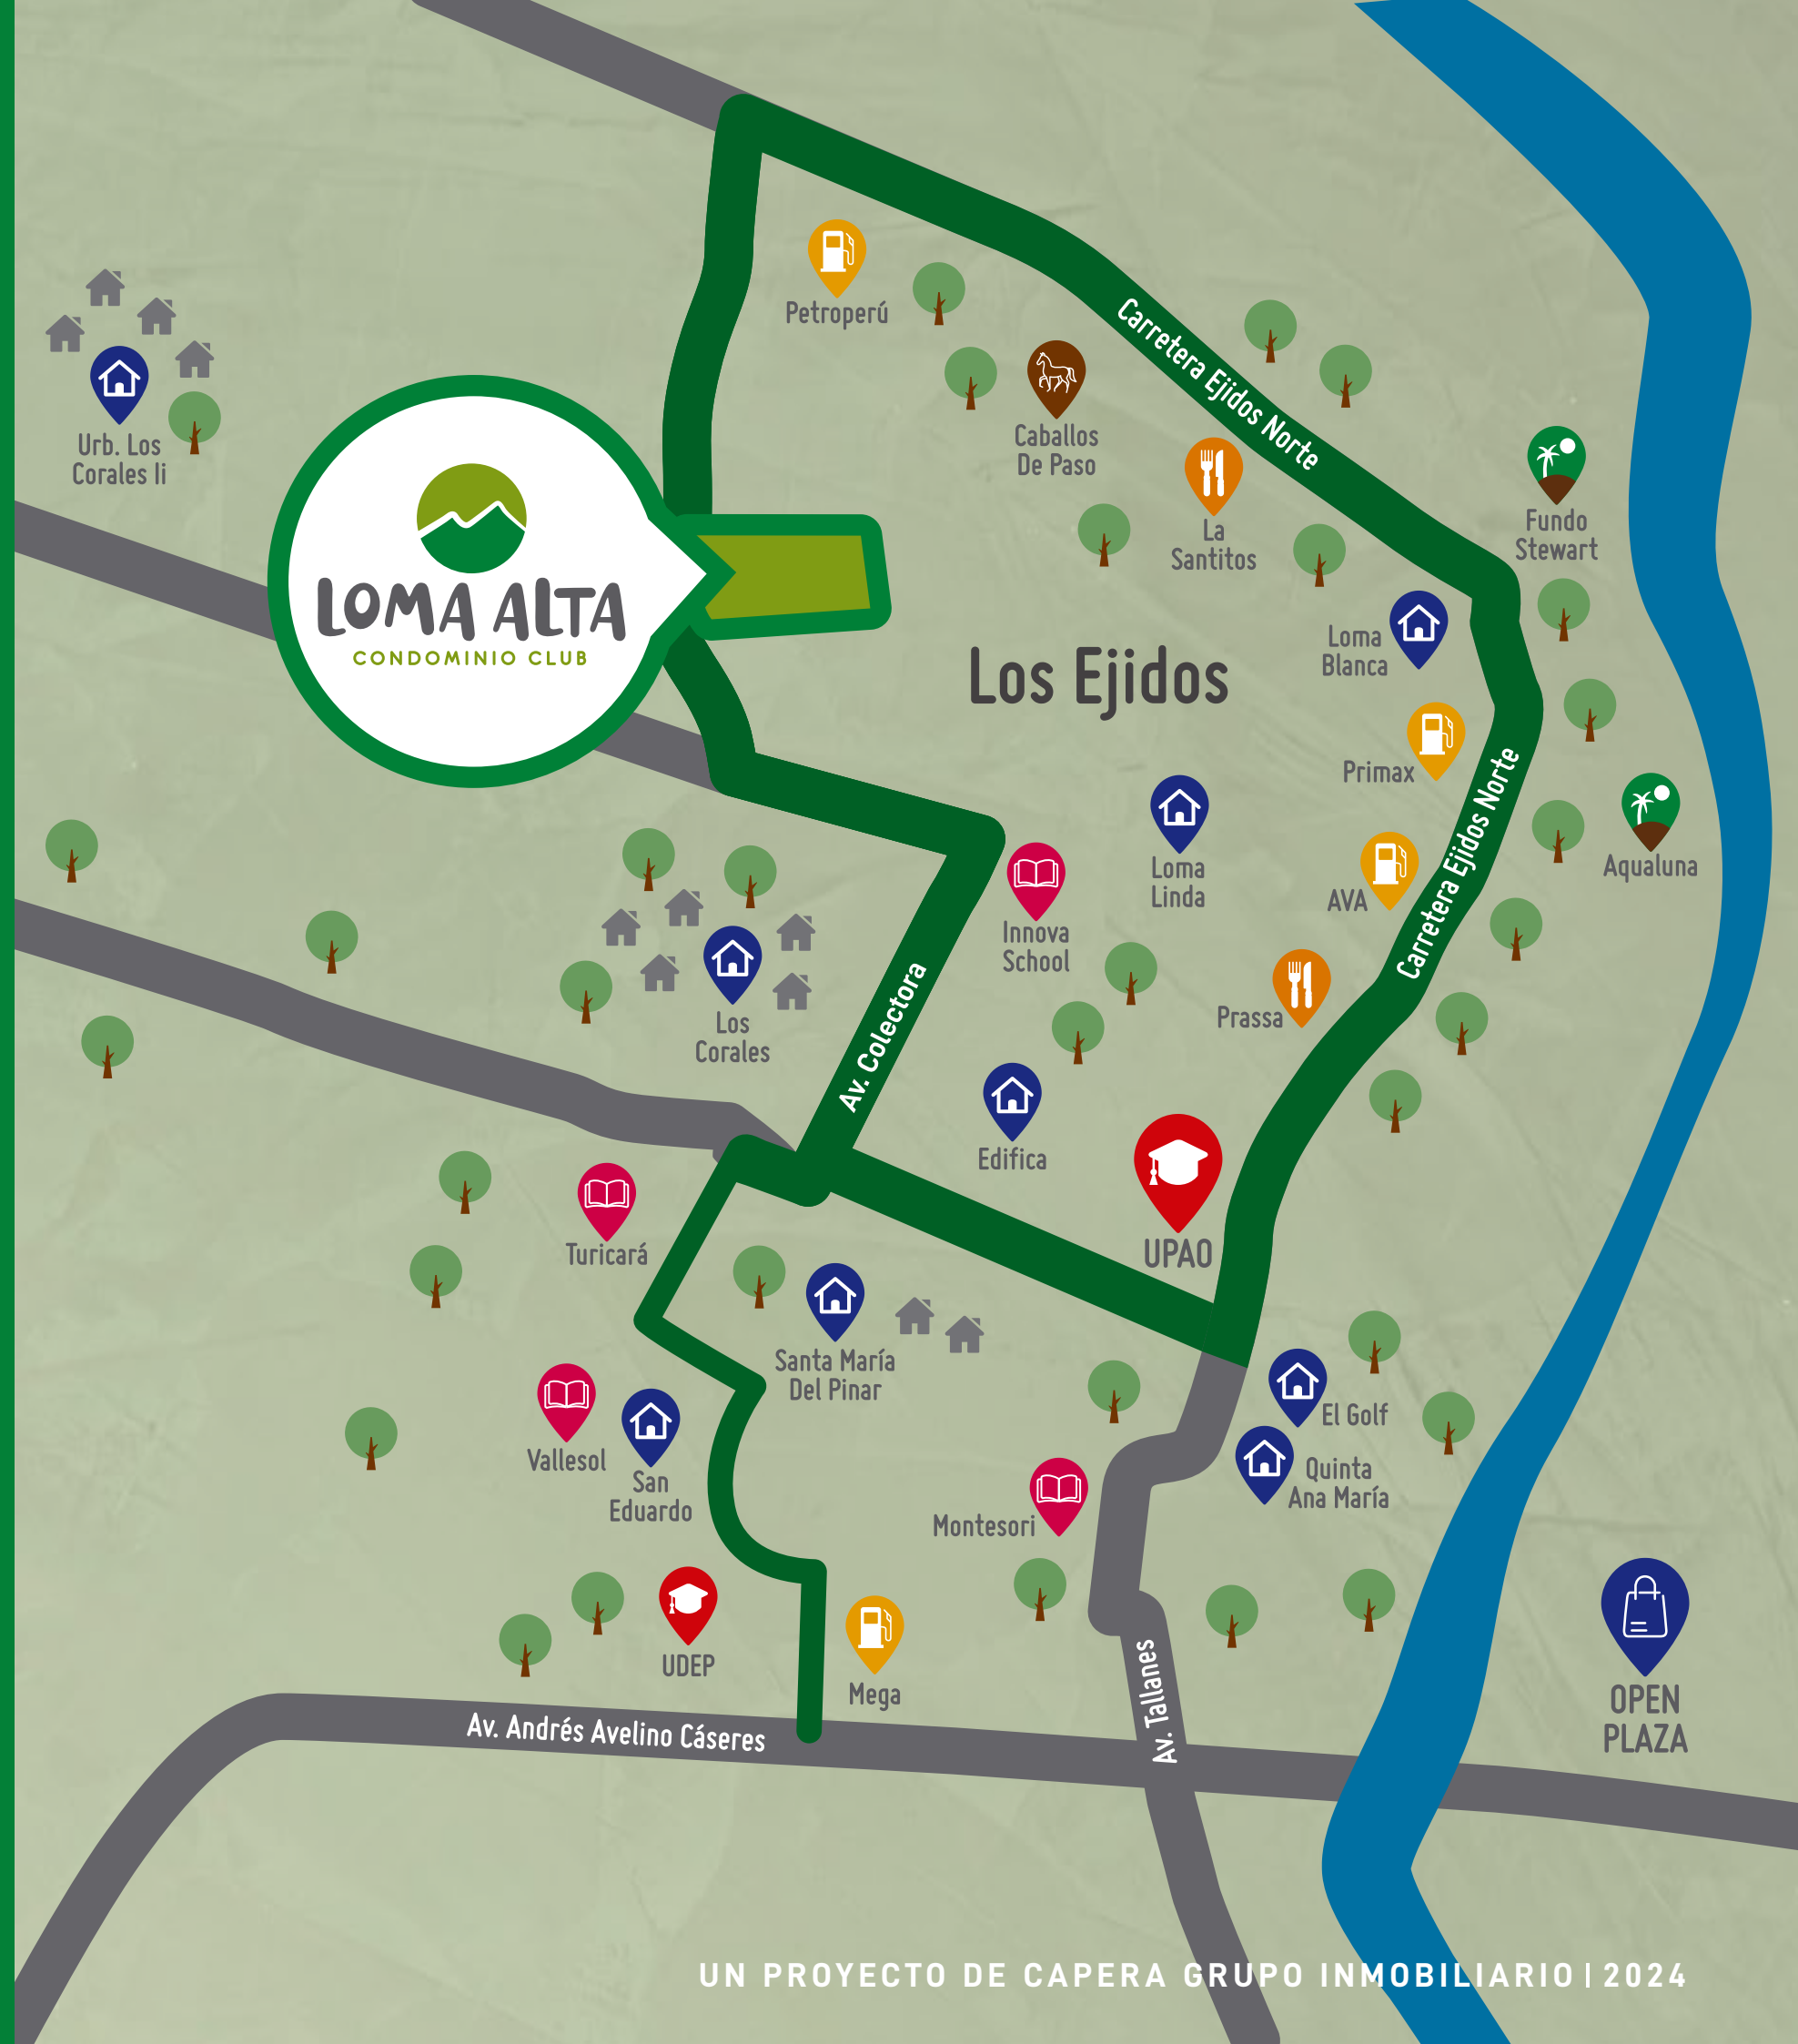 Petroperú
Carretera Ejidos Norte
Caballos
De Paso
Urb. Los
Corales Ii
La
Santitos
Fundo
Stewart
LOMA ALTA
CONDOMINIO CLUB
Loma
Blanca
Los Ejidos
Primax
Carretera Ejidos Norte
Loma
Linda
Aqualuna
AVA
Innova
School
Prassa
Los
Corales
Av. Colectora
Edifica
UPAO
Turicará
Santa María
Del Pinar
El Golf
Vallesol
San
Eduardo
Quinta
Ana María
Montesori
UDEP
Mega
Av. Tallanes
OPEN
PLAZA
Av. Andrés Avelino Cáseres
UN PROYECTO DE CAPERA GRUPO INMOBILIARIO | 2024